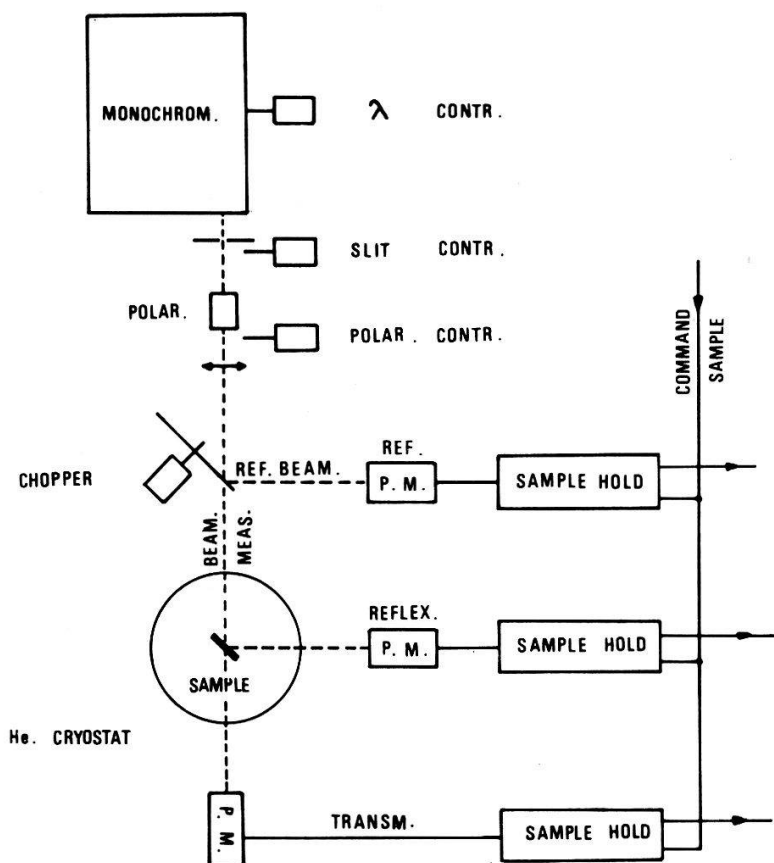 MONOCHROM.
λ CONTR.
SLIT CONTR.
POLAR.
POLAR. CONTR.
COMMAND
SAMPLE
CHOPPER
REF. BEAM.
REF.
P. M.
SAMPLE HOLD
BEAM.
MEAS.
REFLEX.
P. M.
SAMPLE HOLD
SAMPLE
He. CRYOSTAT
P. M.
TRANSM.
SAMPLE HOLD